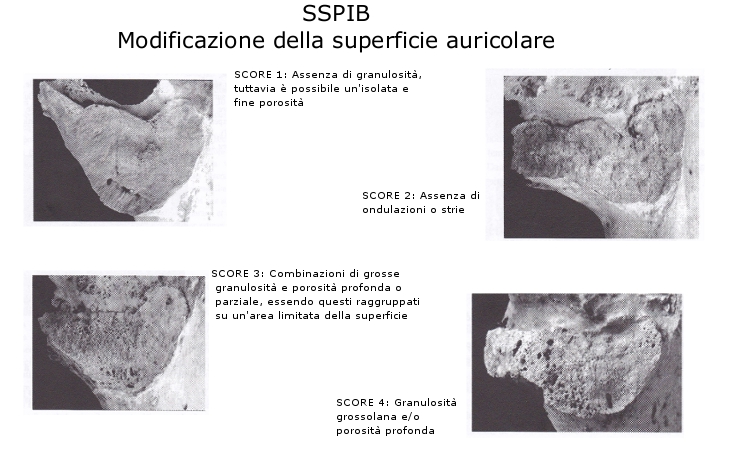 SSPIB
Modificazione della superficie auricolare
SCORE 1: Assenza di granulosità,
tuttavia è possibile un'isolata e
fine porosità
SCORE 2: Assenza di
ondulazioni o strie
SCORE 3: Combinazioni di grosse
granulosità e porosità profonda o
parziale, essendo questi raggruppati
su un'area limitata della superficie
SCORE 4: Granulosità
grossolana e/o
porosità profonda